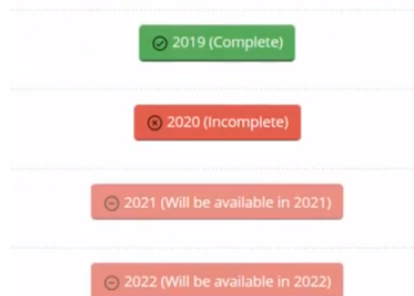 2019 (Complete)
2020 (Incomplete)
2021 (Will be available in 2021)
2022 (Will be available in 2022)